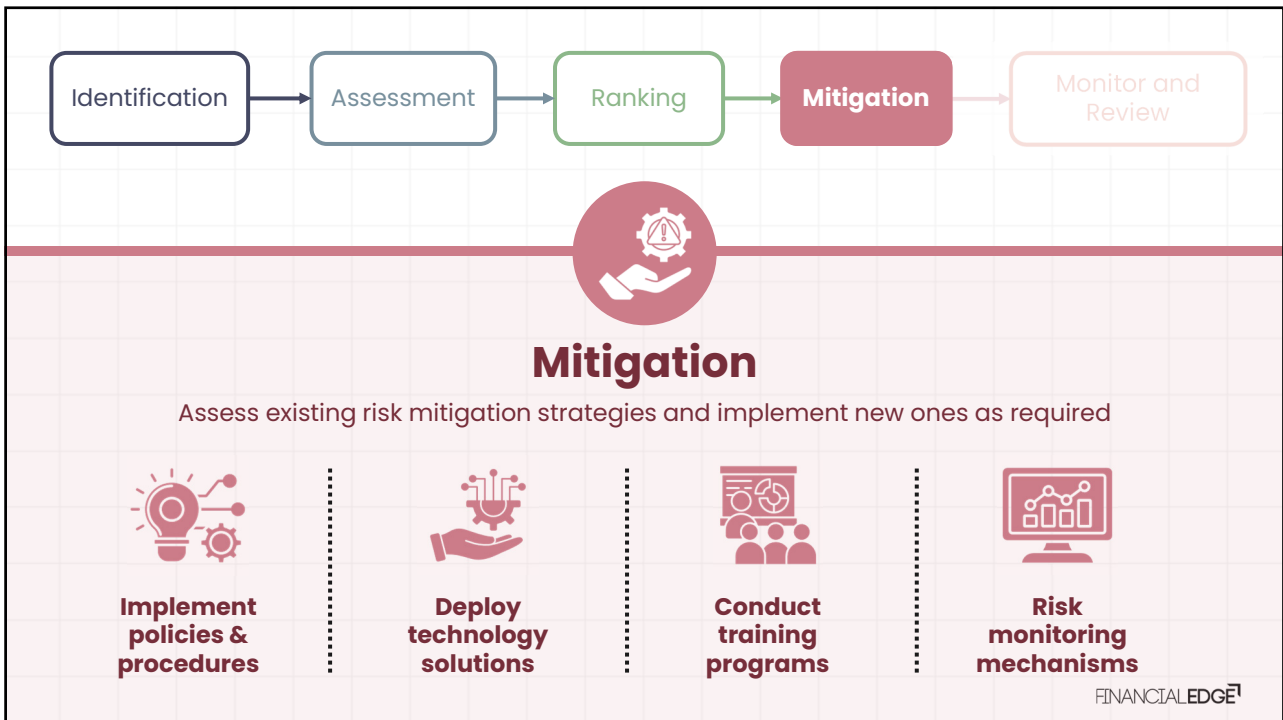 Identification
Assessment
Ranking
Mitigation
Monitor and
Review
Mitigation
Assess existing risk mitigation strategies and implement new ones as required
Implement
policies &
procedures
Deploy
technology
solutions
Conduct
training
programs
Risk
monitoring
mechanisms
FINANCIALEDGE